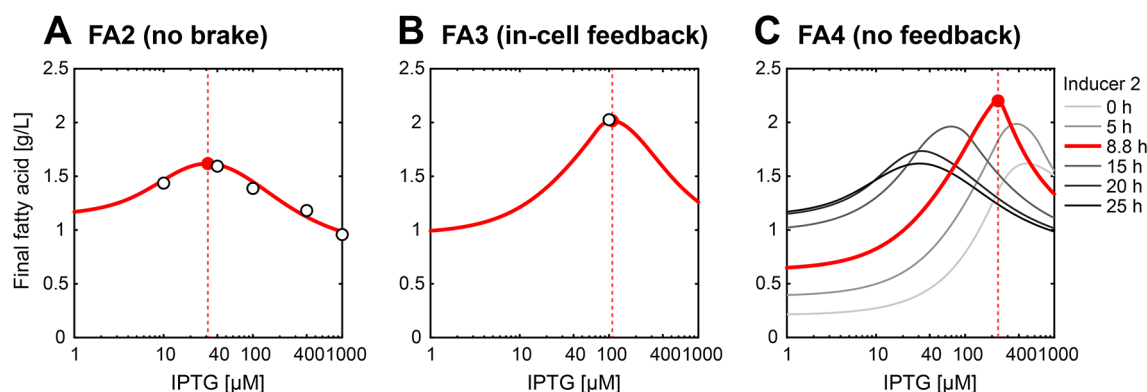 A FA2 (no brake)
B FA3 (in-cell feedback)
C FA4 (no feedback)
Final fatty acid [g/L]
2.5
2
1.5
1
0.5
0
1 10 40 100 4001000
IPTG [µM]
2.5
2
1.5
1
0.5
0
1 10 40 100 4001000
IPTG [µM]
2.5
2
1.5
1
0.5
0
1 10 40 100 4001000
IPTG [µM]
Inducer 2
0 h
5 h
8.8 h
15 h
20 h
25 h